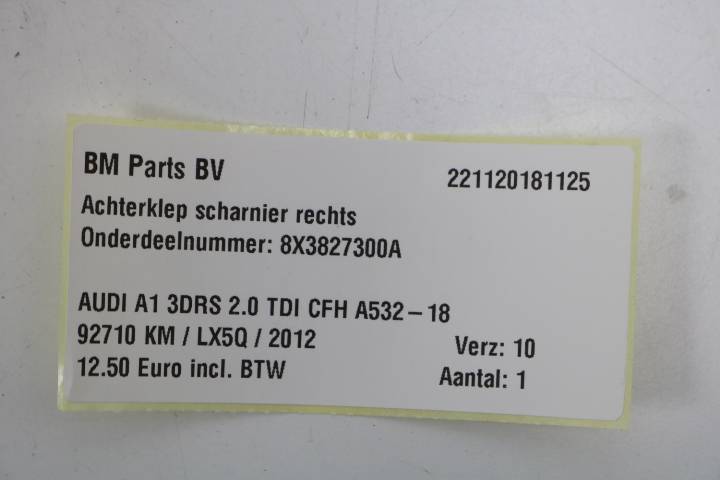 BM Parts BV 221120181125
Achterklep scharnier rechts
Onderdeelnummer: 8X3827300A
AUDI A1 3DRS 2.0 TDI CFH A532-18
92710 KM / LX5Q / 2012 Verz: 10
12.50 Euro incl. BTW Aantal: 1